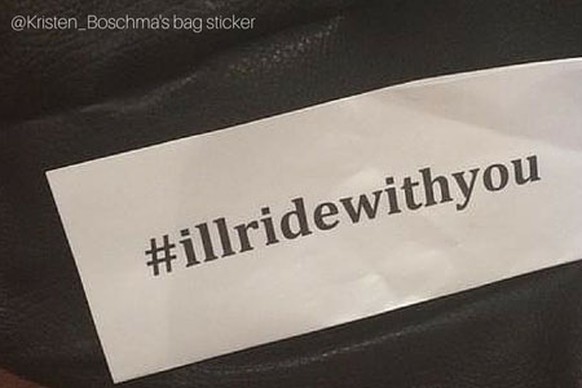 @Kristen_Boschma's bag sticker
#illridewithyou